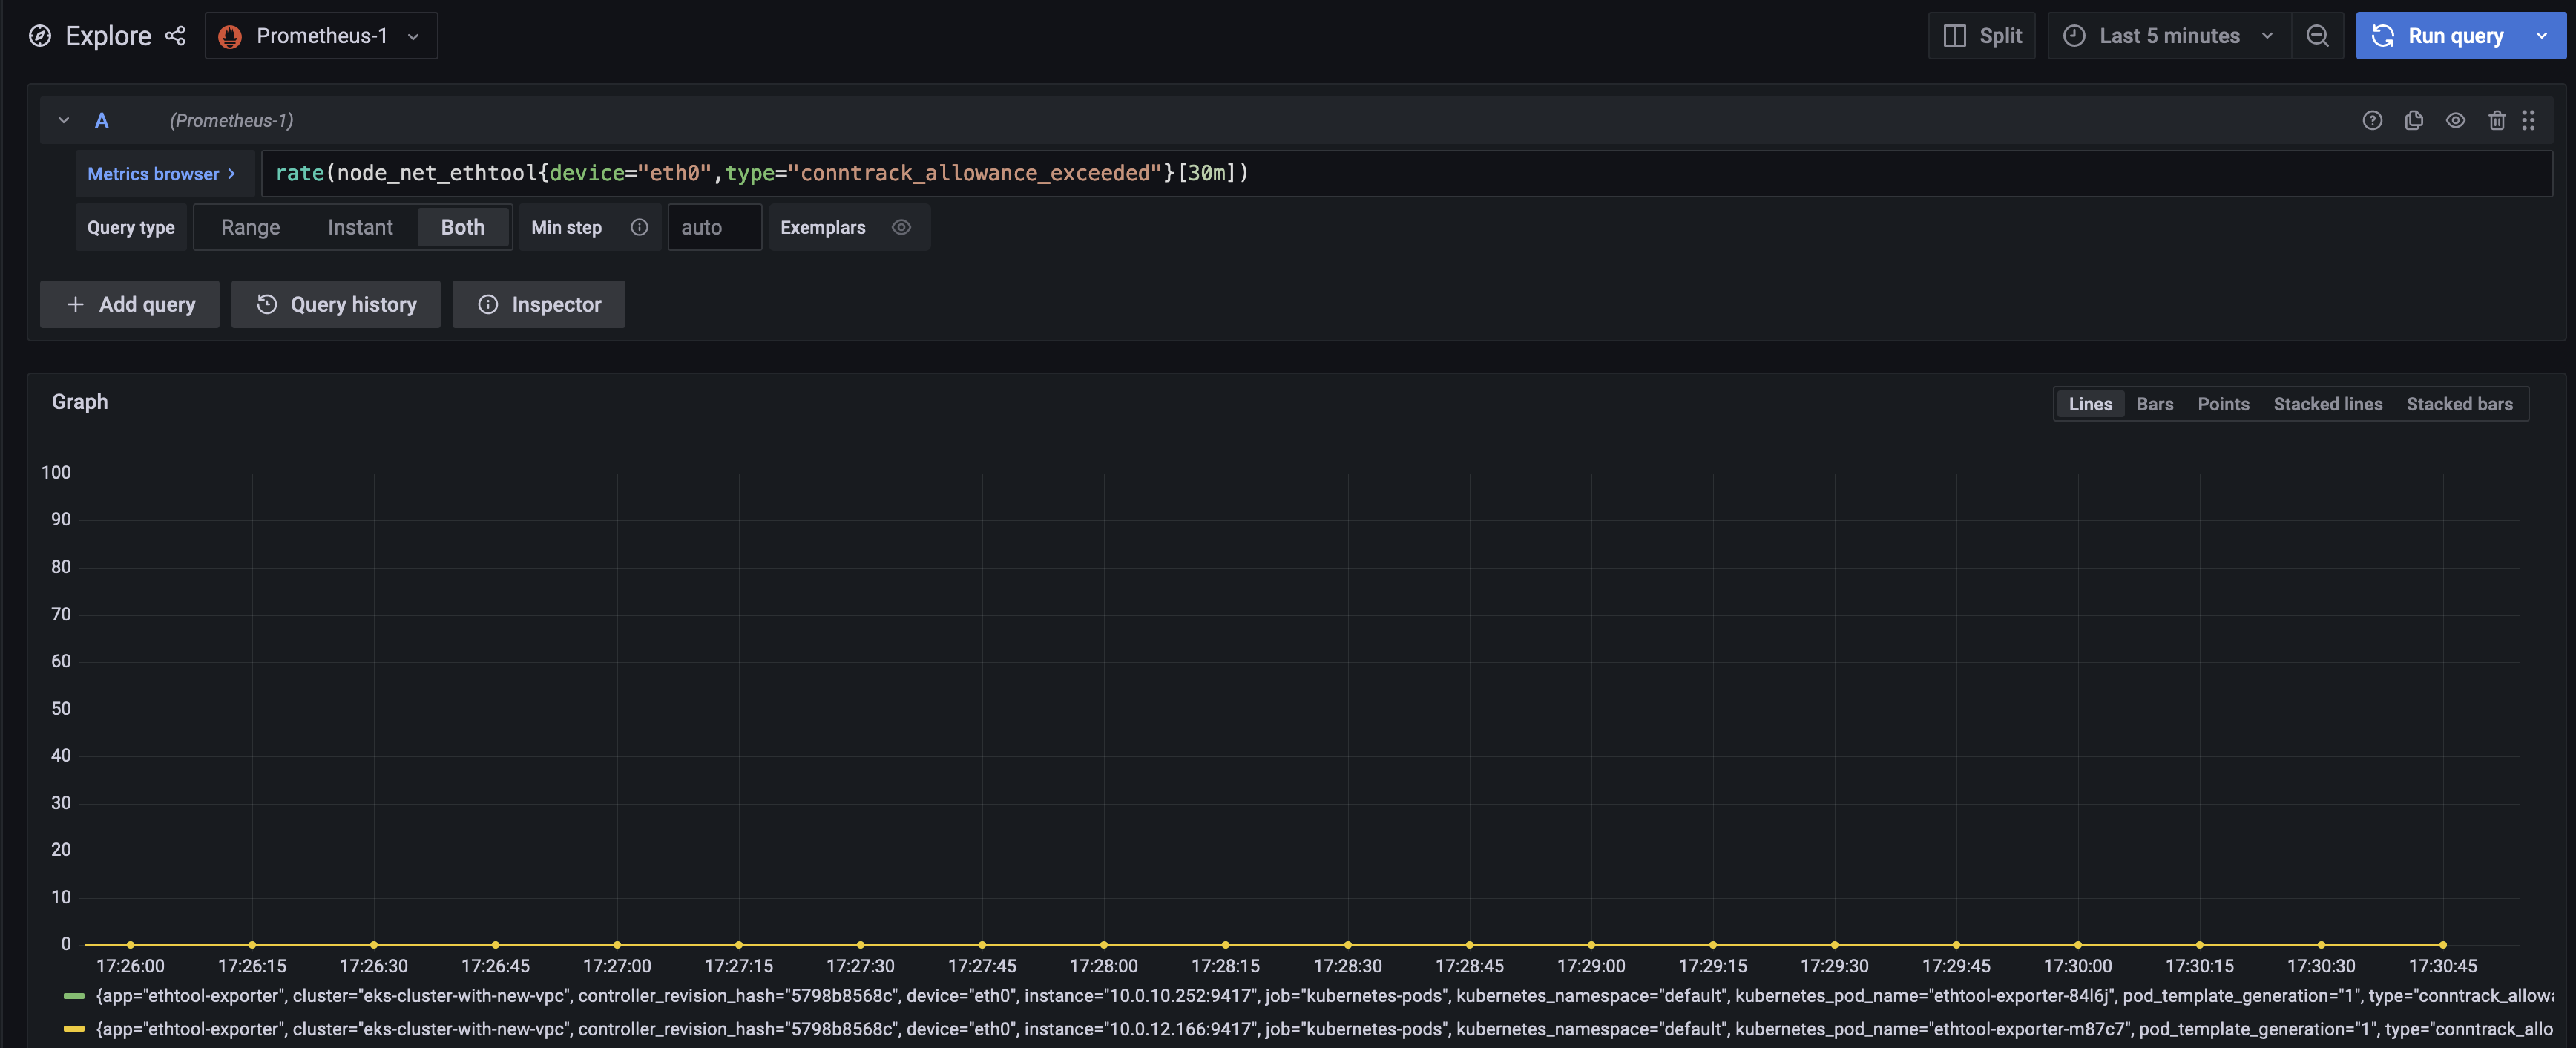 Explore Prometheus-1 Split Last 5 minutes Run query
A (Prometheus-1)
Metrics browser > rate(node_net_ethtool{device="eth0",type="conntrack_allowance_exceeded"}[30m])
Query type Range Instant Both Min step auto Exemplars
+ Add query Query history Inspector
Graph Lines Bars Points Stacked lines Stacked bars
100
90
80
70
60
50
40
30
20
10
0
17:26:00 17:26:15 17:26:30 17:26:45 17:27:00 17:27:15 17:27:30 17:27:45 17:28:00 17:28:15 17:28:30 17:28:45 17:29:00 17:29:15 17:29:30 17:29:45 17:30:00 17:30:15 17:30:30 17:30:45
{app="ethtool-exporter", cluster="eks-cluster-with-new-vpc", controller_revision_hash="5798b8568c", device="eth0", instance="10.0.10.252:9417", job="kubernetes-pods", kubernetes_namespace="default", kubernetes_pod_name="ethtool-exporter-84l6j", pod_template_generation="1", type="conntrack_allowa
{app="ethtool-exporter", cluster="eks-cluster-with-new-vpc", controller_revision_hash="5798b8568c", device="eth0", instance="10.0.12.166:9417", job="kubernetes-pods", kubernetes_namespace="default", kubernetes_pod_name="ethtool-exporter-m87c7", pod_template_generation="1", type="conntrack_allo